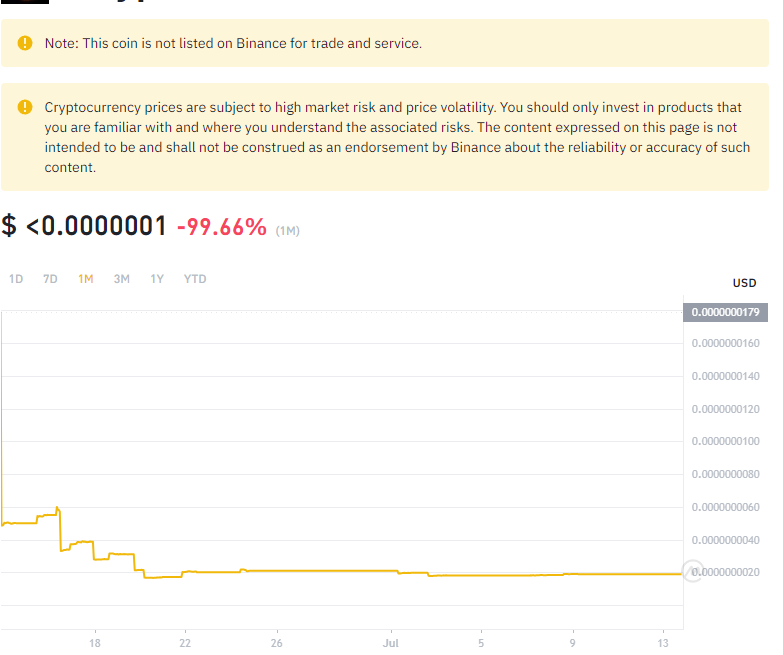 Note: This coin is not listed on Binance for trade and service.
Cryptocurrency prices are subject to high market risk and price volatility. You should only invest in products that
you are familiar with and where you understand the associated risks. The content expressed on this page is not
intended to be and shall not be construed as an endorsement by Binance about the reliability or accuracy of such
content.
$ <0.0000001 -99.66% (1M)
1D 7D 1M 3M 1Y YTD
USD
0.0000000179
0.0000000160
0.0000000140
0.0000000120
0.0000000100
0.0000000080
0.0000000060
0.0000000040
0.0000000020
18 22 26 Jul 5 9 13